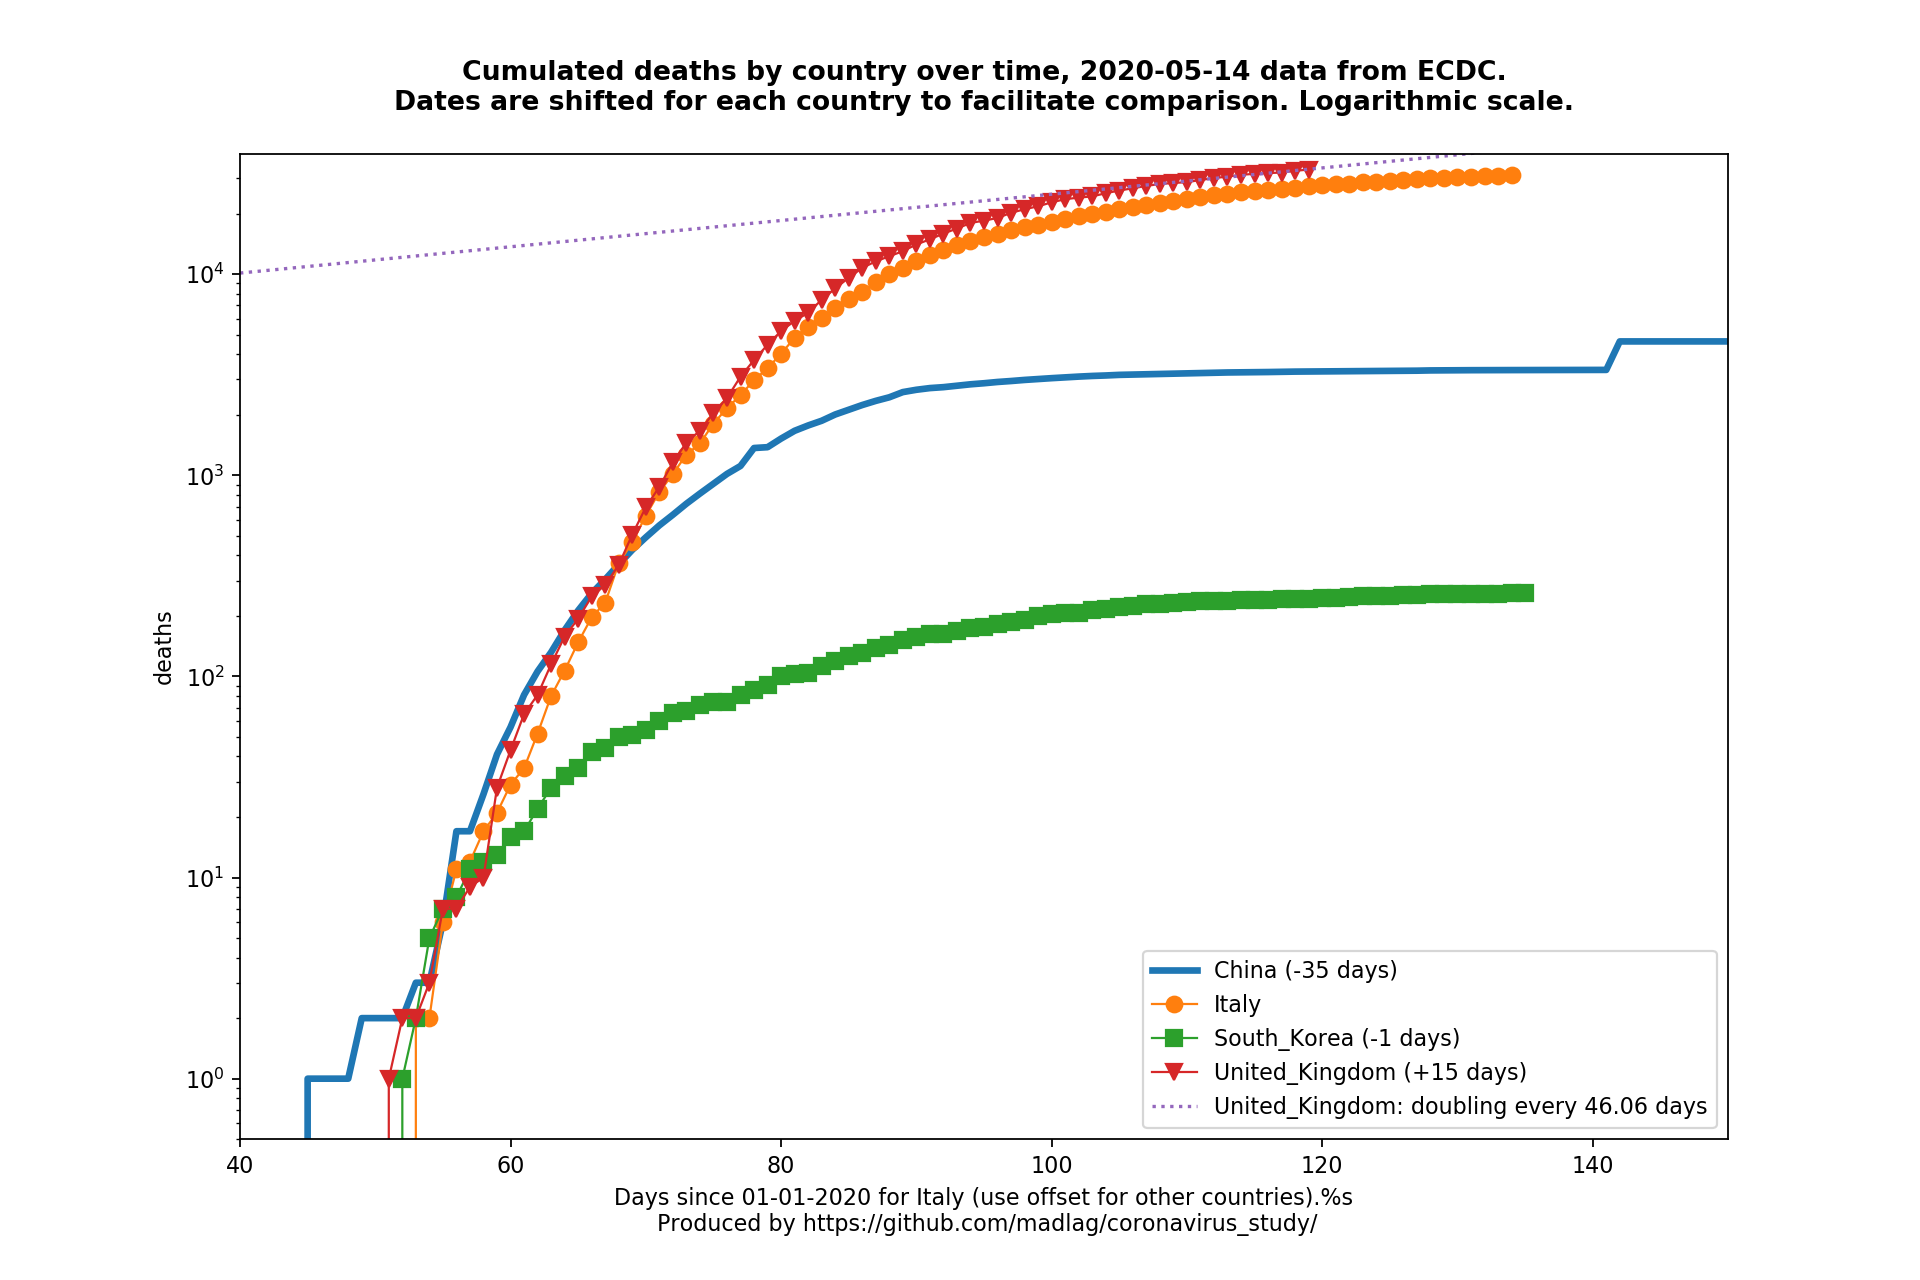 Cumulated deaths by country over time, 2020-05-14 data from ECDC.
Dates are shifted for each country to facilitate comparison. Logarithmic scale.
deaths
10⁴
10³
10²
10¹
10⁰
40 60 80 100 120 140
China (-35 days)
Italy
South_Korea (-1 days)
United_Kingdom (+15 days)
United_Kingdom: doubling every 46.06 days
Days since 01-01-2020 for Italy (use offset for other countries).%s
Produced by https://github.com/madlag/coronavirus_study/